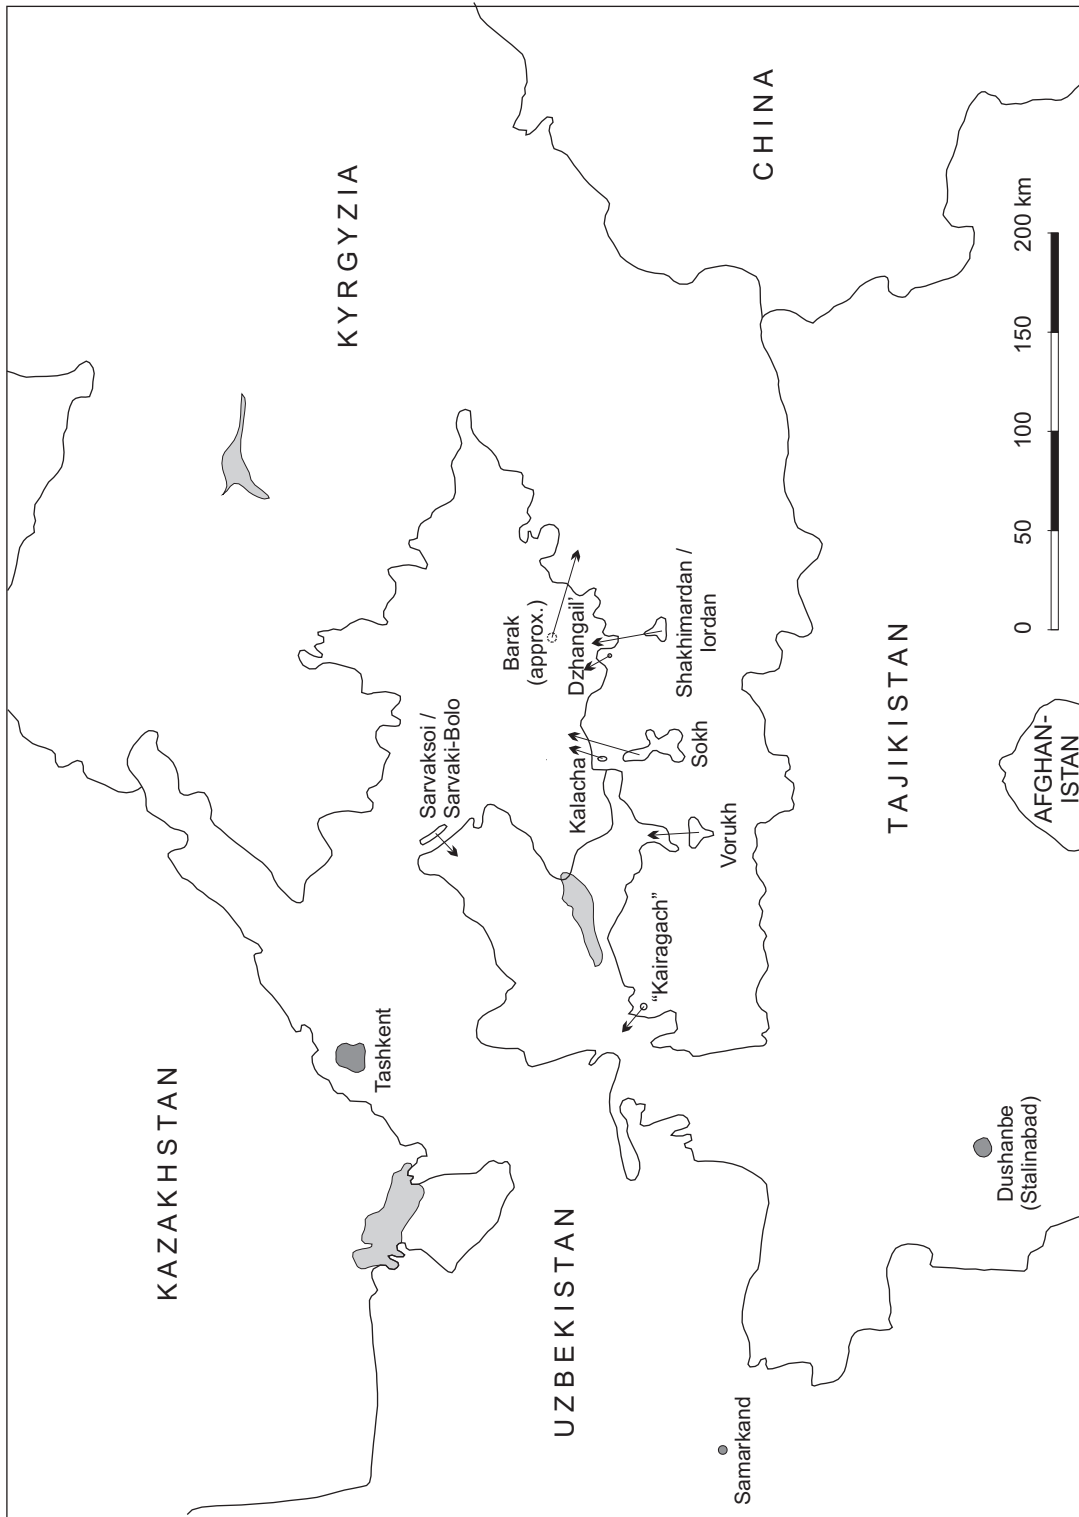 KAZAKHSTAN
KYRGYZIA
CHINA
Tashkent
Sarvaksoi /
Sarvaki-Bolo
Barak
(approx.)
Dzhangail’
Kalacha
UZBEKISTAN
“Kairagach”
Vorukh
Sokh
Shakhimardan /
Iordan
Samarkand
TAJIKISTAN
Dushanbe
(Stalinabad)
AFGHAN-
ISTAN
0 50 100 150 200 km